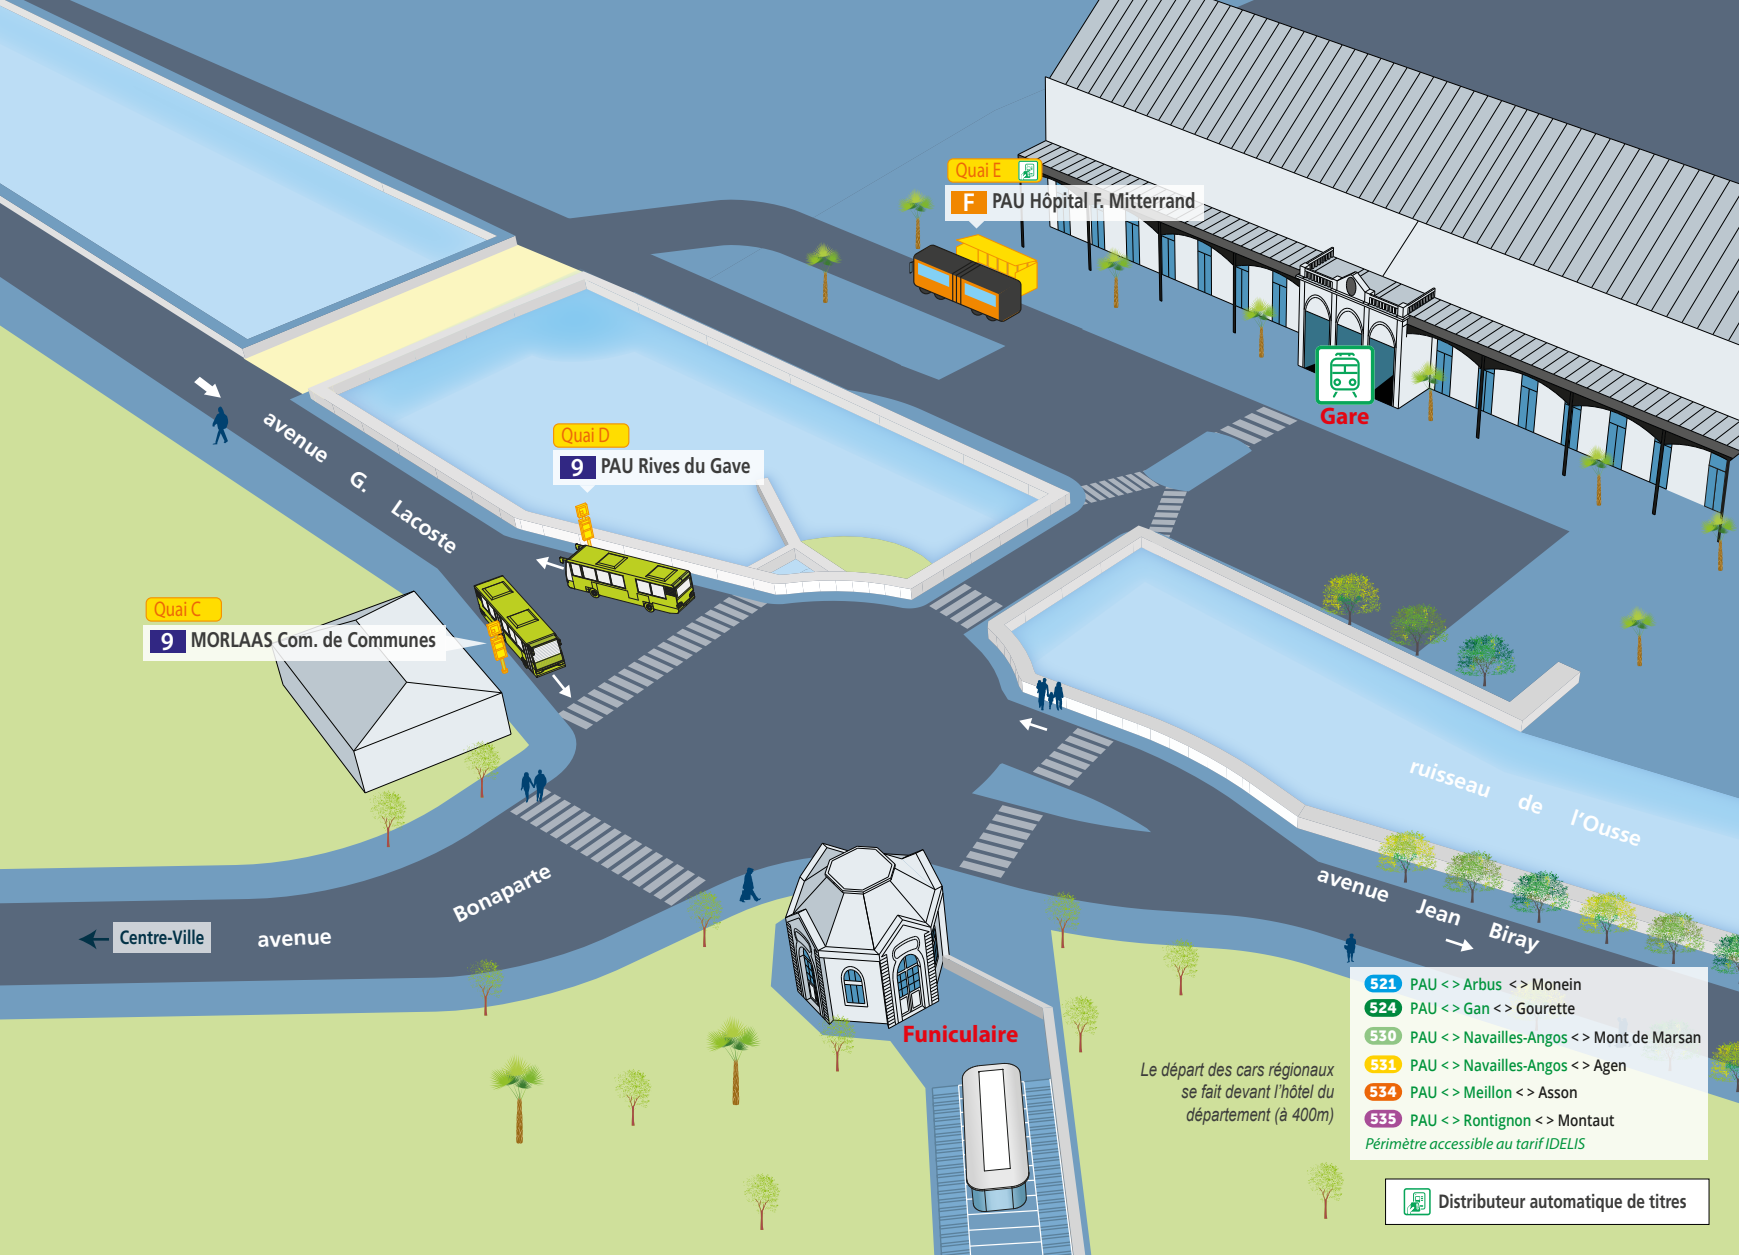 Quai E
F PAU Hôpital F. Mitterrand
Gare
Quai D
9 PAU Rives du Gave
avenue G. Lacoste
Quai C
9 MORLAAS Com. de Communes
ruisseau de l'Ousse
avenue Bonaparte
Centre-Ville
avenue Jean Biray
Funiculaire
Le départ des cars régionaux
se fait devant l'hôtel du
département (à 400m)
521 PAU < > Arbus < > Monein
524 PAU < > Gan < > Gourette
530 PAU < > Navailles-Angos < > Mont de Marsan
531 PAU < > Navailles-Angos < > Agen
534 PAU < > Meillon < > Asson
535 PAU < > Rontignon < > Montaut
Périmètre accessible au tarif IDELIS
Distributeur automatique de titres